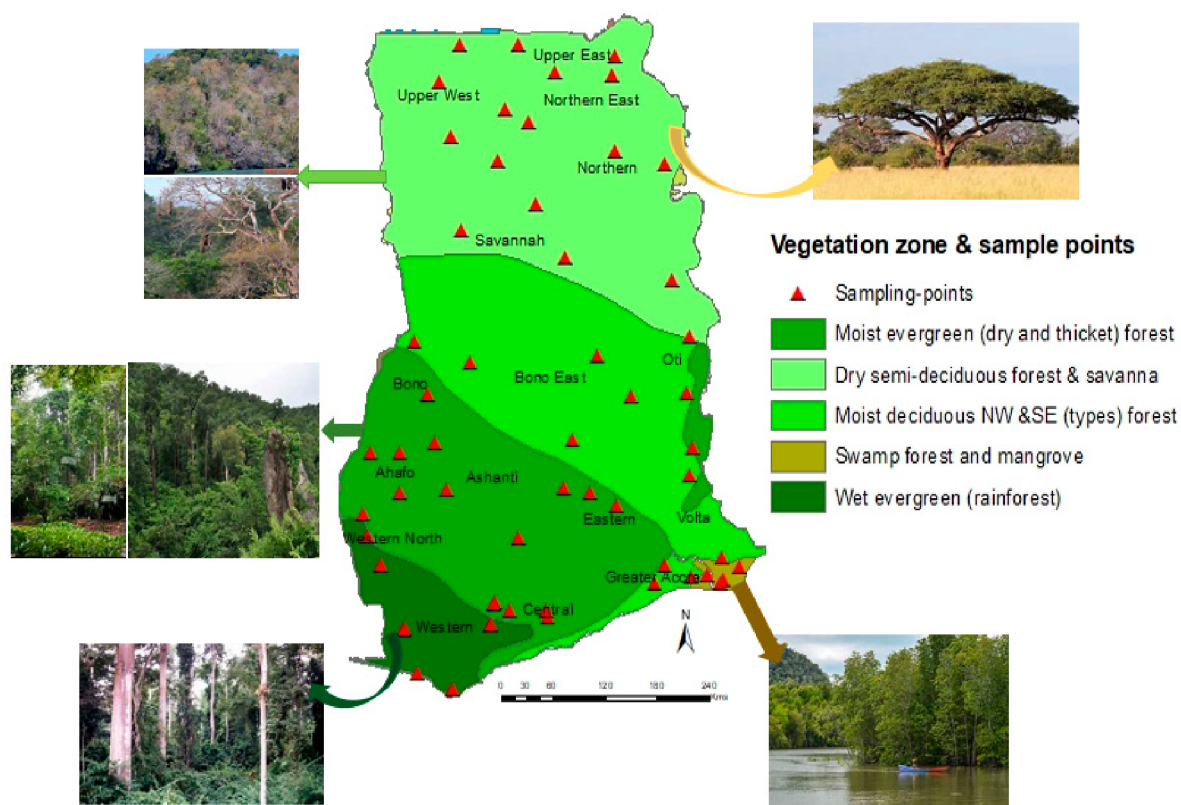 Upper East
Upper West
Northern East
Northern
Savannah
Oti
Bono
Bono East
Ahafo
Ashanti
Eastern
Volta
Western North
Greater Accra
Central
Western
N
0 30 60 120 180 240
Kms
Vegetation zone & sample points
Sampling-points
Moist evergreen (dry and thicket) forest
Dry semi-deciduous forest & savanna
Moist deciduous NW &SE (types) forest
Swamp forest and mangrove
Wet evergreen (rainforest)